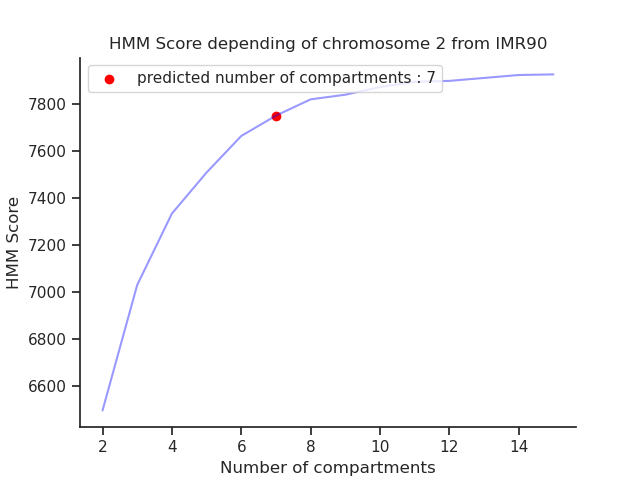 HMM Score depending of chromosome 2 from IMR90
predicted number of compartments : 7
7800
7600
7400
7200
7000
6800
6600
HMM Score
2 4 6 8 10 12 14
Number of compartments